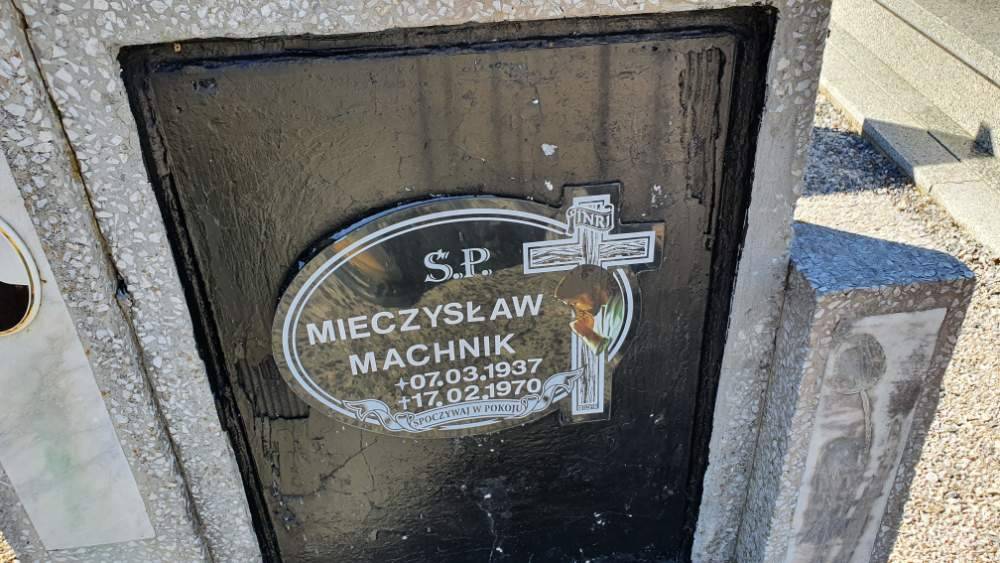 INRI
Ś.P.
MIECZYSŁAW
MACHNIK
+07.03.1937
+17.02.1970
SPOCZYWAJ W POKOJU